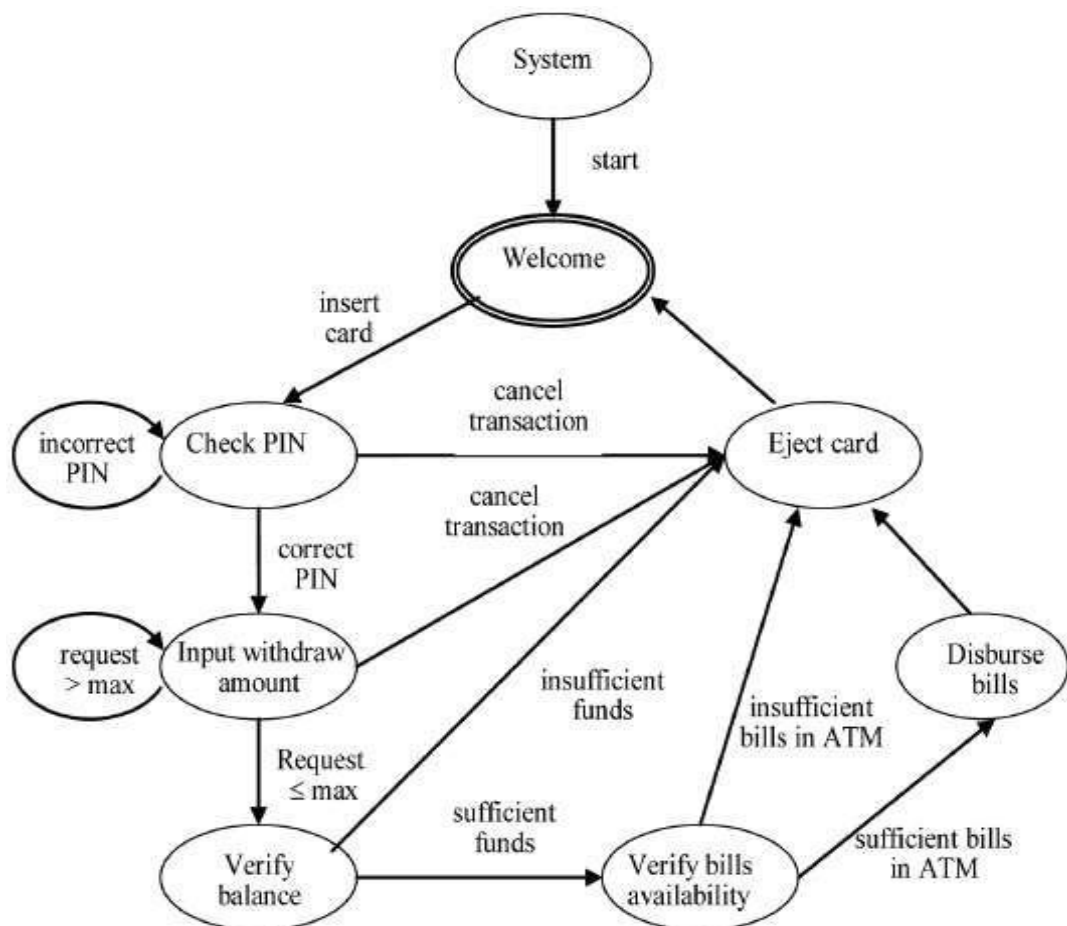 System
start
Welcome
insert
card
cancel
transaction
incorrect
PIN
Check PIN
Eject card
cancel
transaction
correct
PIN
request
> max
Input withdraw
amount
insufficient
funds
Disburse
bills
insufficient
bills in ATM
Request
≤ max
sufficient
funds
sufficient bills
in ATM
Verify
balance
Verify bills
availability